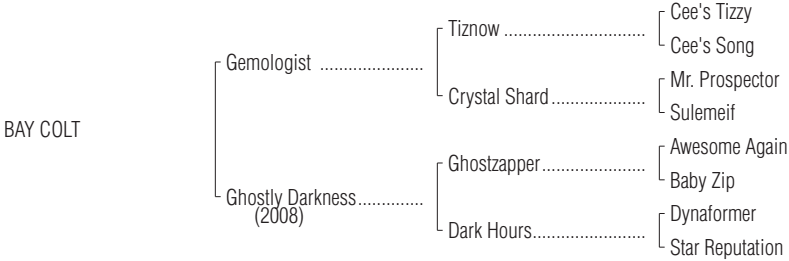 Cee's Tizzy
Tiznow ..............................
Cee's Song
Gemologist ......................
Mr. Prospector
Crystal Shard....................
Sulemeif
BAY COLT
Awesome Again
Ghostzapper......................
Baby Zip
Ghostly Darkness..............
(2008)
Dynaformer
Dark Hours........................
Star Reputation